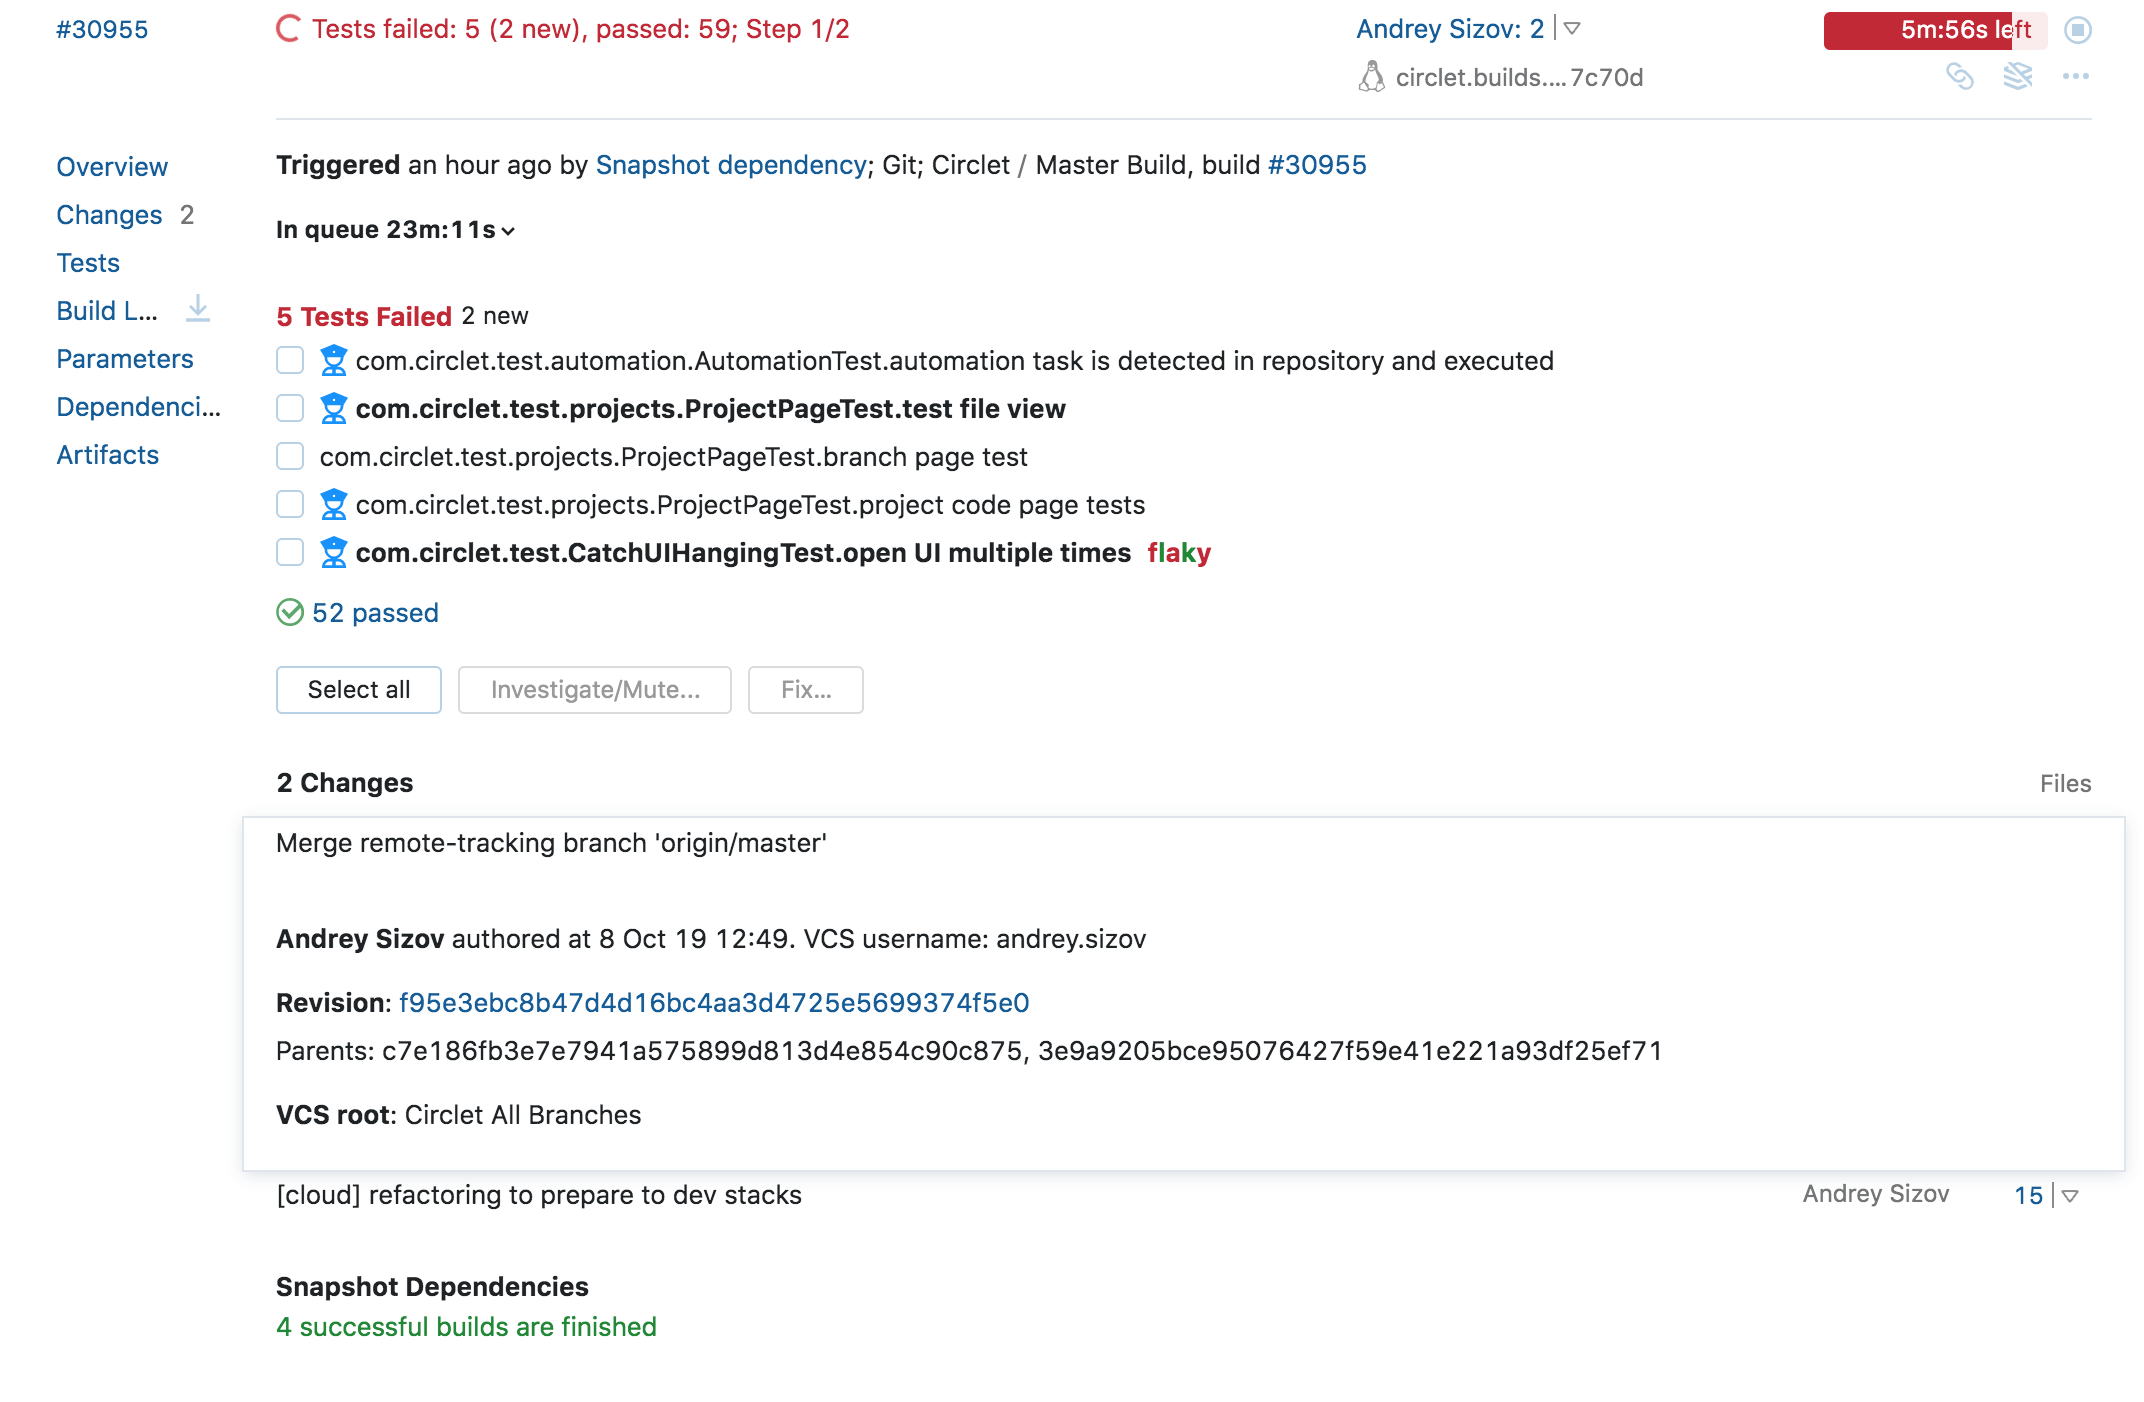 #30955 Tests failed: 5 (2 new), passed: 59; Step 1/2 Andrey Sizov: 2 5m:56s left
circlet.builds....7c70d
Overview
Changes 2
Tests
Build L...
Parameters
Dependenci...
Artifacts
Triggered an hour ago by Snapshot dependency; Git; Circlet / Master Build, build #30955
In queue 23m:11s
5 Tests Failed 2 new
com.circlet.test.automation.AutomationTest.automation task is detected in repository and executed
com.circlet.test.projects.ProjectPageTest.test file view
com.circlet.test.projects.ProjectPageTest.branch page test
com.circlet.test.projects.ProjectPageTest.project code page tests
com.circlet.test.CatchUIHangingTest.open UI multiple times flaky
52 passed
Select all Investigate/Mute... Fix...
2 Changes Files
Merge remote-tracking branch 'origin/master'
Andrey Sizov authored at 8 Oct 19 12:49. VCS username: andrey.sizov
Revision: f95e3ebc8b47d4d16bc4aa3d4725e5699374f5e0
Parents: c7e186fb3e7e7941a575899d813d4e854c90c875, 3e9a9205bce95076427f59e41e221a93df25ef71
VCS root: Circlet All Branches
[cloud] refactoring to prepare to dev stacks Andrey Sizov 15
Snapshot Dependencies
4 successful builds are finished